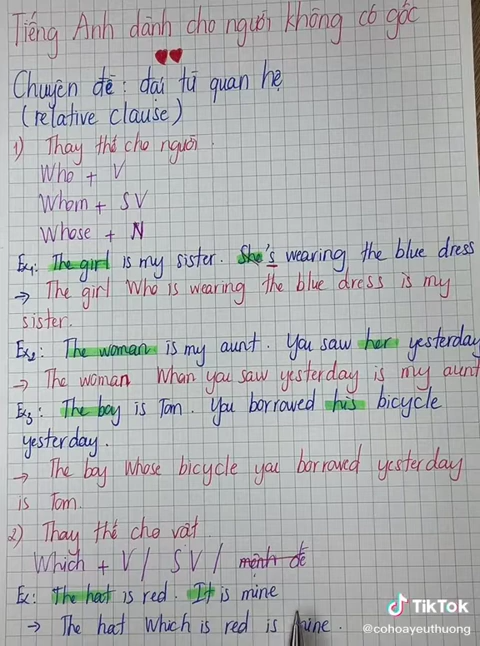 Tiếng Anh dành cho người không có gốc
Chuyên đề: đại từ quan hệ
(relative clause)
1) Thay thế cho người.
Who + V
Whom + SV
Whose + N
Ex1: The girl is my sister. She's wearing the blue dress
→ The girl Who is wearing the blue dress is my
sister.
Ex2: The woman is my aunt. You saw her yesterday
→ The woman Whom you saw yesterday is my aunt
Ex3: The boy is Tom. You borrowed his bicycle
yesterday.
→ The boy Whose bicycle you borrowed yesterday
is Tom.
2) Thay thế cho vật
Which + V / SV / mệnh đề
Ex: The hat is red. It is mine
→ The hat Which is red is mine.
TikTok
@cohoayeuthuong